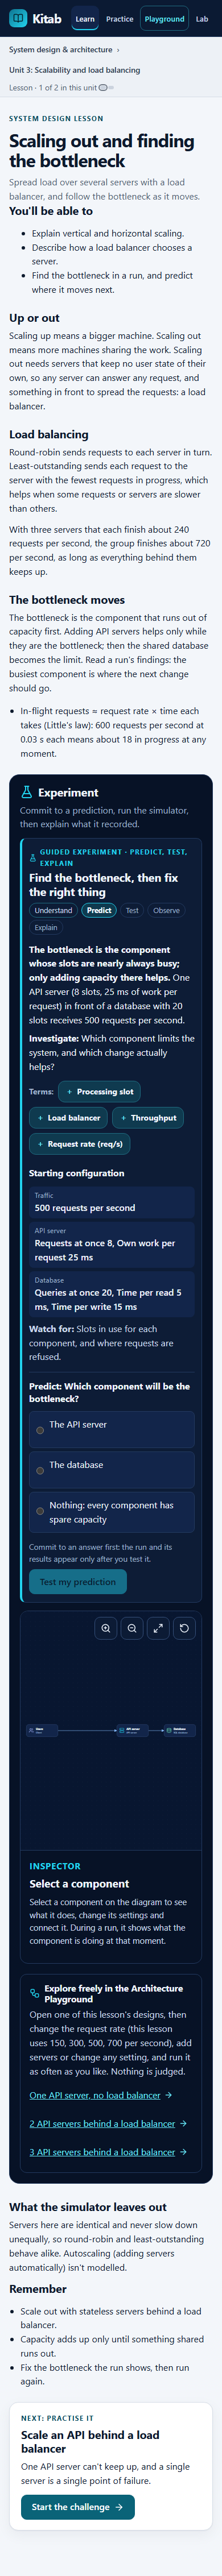 Kitab
Learn
Practice
Playground
Lab
System design & architecture ›
Unit 3: Scalability and load balancing
Lesson · 1 of 2 in this unit
SYSTEM DESIGN LESSON
Scaling out and finding
the bottleneck
Spread load over several servers with a load
balancer, and follow the bottleneck as it moves.
You'll be able to
• Explain vertical and horizontal scaling.
• Describe how a load balancer chooses a
server.
• Find the bottleneck in a run, and predict
where it moves next.
Up or out
Scaling up means a bigger machine. Scaling out
means more machines sharing the work. Scaling
out needs servers that keep no user state of their
own, so any server can answer any request, and
something in front to spread the requests: a load
balancer.
Load balancing
Round-robin sends requests to each server in turn.
Least-outstanding sends each request to the
server with the fewest requests in progress, which
helps when some requests or servers are slower
than others.
With three servers that each finish about 240
requests per second, the group finishes about 720
per second, as long as everything behind them
keeps up.
The bottleneck moves
The bottleneck is the component that runs out of
capacity first. Adding API servers helps only while
they are the bottleneck; then the shared database
becomes the limit. Read a run's findings: the
busiest component is where the next change
should go.
• In-flight requests = request rate × time each
takes (Little's law): 600 requests per second at
0.03 s each means about 18 in progress at any
moment.
Experiment
Commit to a prediction, run the simulator,
then explain what it recorded.
GUIDED EXPERIMENT · PREDICT, TEST,
EXPLAIN
Find the bottleneck, then fix
the right thing
Understand
Predict
Test
Observe
Explain
The bottleneck is the component
whose slots are nearly always busy;
only adding capacity there helps. One
API server (8 slots, 25 ms of work per
request) in front of a database with 20
slots receives 500 requests per second.
Investigate: Which component limits the
system, and which change actually
helps?
Terms:
+ Processing slot
+ Load balancer
+ Throughput
+ Request rate (req/s)
Starting configuration
Traffic
500 requests per second
API server
Requests at once 8, Own work per
request 25 ms
Database
Queries at once 20, Time per read 5
ms, Time per write 15 ms
Watch for: Slots in use for each
component, and where requests are
refused.
Predict: Which component will be the
bottleneck?
The API server
The database
Nothing: every component has
spare capacity
Commit to an answer first: the run and its
results appear only after you test it.
Test my prediction
API server
Database
INSPECTOR
Select a component
Select a component on the diagram to see
what it does, change its settings and
connect it. During a run, it shows what the
component is doing at that moment.
Explore freely in the Architecture
Playground
Open one of this lesson's designs, then
change the request rate (this lesson
uses 150, 300, 500, 700 per second), add
servers or change any setting, and run it
as often as you like. Nothing is judged.
One API server, no load balancer →
2 API servers behind a load balancer →
3 API servers behind a load balancer →
What the simulator leaves out
Servers here are identical and never slow down
unequally, so round-robin and least-outstanding
behave alike. Autoscaling (adding servers
automatically) isn't modelled.
Remember
• Scale out with stateless servers behind a load
balancer.
• Capacity adds up only until something shared
runs out.
• Fix the bottleneck the run shows, then run
again.
NEXT: PRACTISE IT
Scale an API behind a load
balancer
One API server can't keep up, and a single
server is a single point of failure.
Start the challenge →